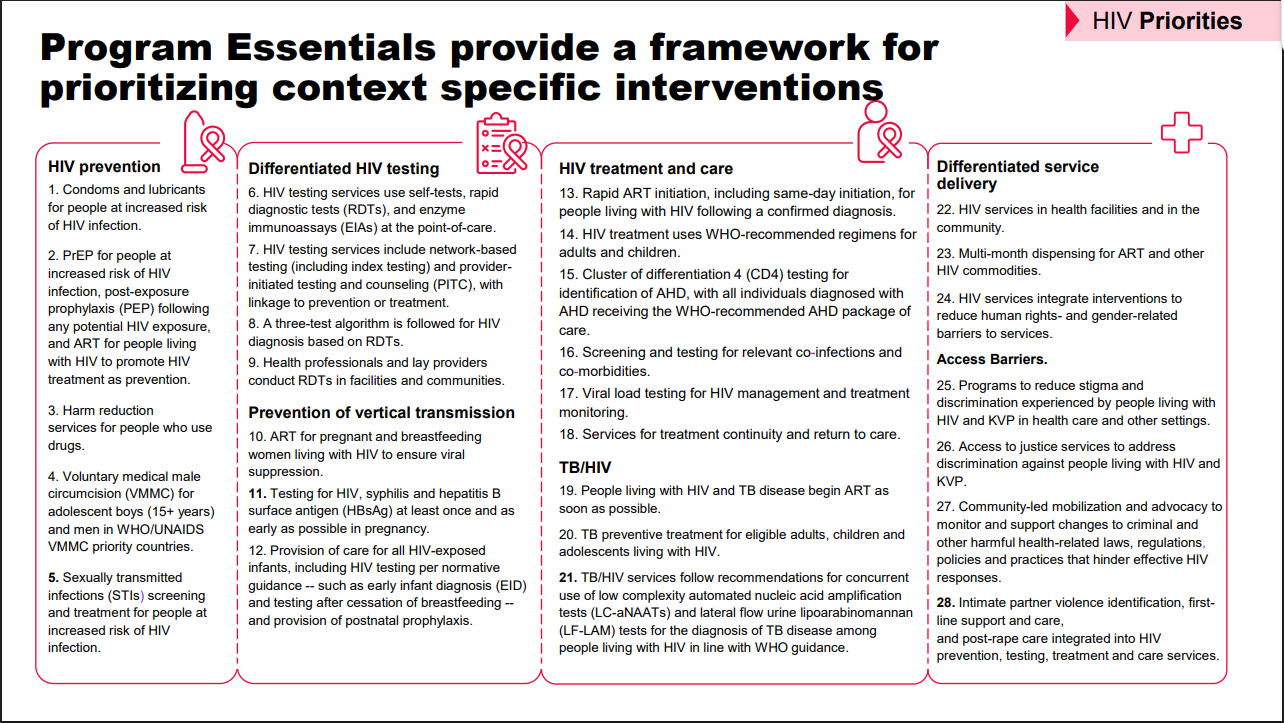 HIV Priorities
Program Essentials provide a framework for
prioritizing context specific interventions
HIV prevention
1. Condoms and lubricants
for people at increased risk
of HIV infection.
2. PrEP for people at
increased risk of HIV
infection, post-exposure
prophylaxis (PEP) following
any potential HIV exposure,
and ART for people living
with HIV to promote HIV
treatment as prevention.
3. Harm reduction
services for people who use
drugs.
4. Voluntary medical male
circumcision (VMMC) for
adolescent boys (15+ years)
and men in WHO/UNAIDS
VMMC priority countries.
5. Sexually transmitted
infections (STIs) screening
and treatment for people at
increased risk of HIV
infection.
Differentiated HIV testing
6. HIV testing services use self-tests, rapid
diagnostic tests (RDTs), and enzyme
immunoassays (EIAs) at the point-of-care.
7. HIV testing services include network-based
testing (including index testing) and provider-
initiated testing and counseling (PITC), with
linkage to prevention or treatment.
8. A three-test algorithm is followed for HIV
diagnosis based on RDTs.
9. Health professionals and lay providers
conduct RDTs in facilities and communities.
Prevention of vertical transmission
10. ART for pregnant and breastfeeding
women living with HIV to ensure viral
suppression.
11. Testing for HIV, syphilis and hepatitis B
surface antigen (HBsAg) at least once and as
early as possible in pregnancy.
12. Provision of care for all HIV-exposed
infants, including HIV testing per normative
guidance -- such as early infant diagnosis (EID)
and testing after cessation of breastfeeding --
and provision of postnatal prophylaxis.
HIV treatment and care
13. Rapid ART initiation, including same-day initiation, for
people living with HIV following a confirmed diagnosis.
14. HIV treatment uses WHO-recommended regimens for
adults and children.
15. Cluster of differentiation 4 (CD4) testing for
identification of AHD, with all individuals diagnosed with
AHD receiving the WHO-recommended AHD package of
care.
16. Screening and testing for relevant co-infections and
co-morbidities.
17. Viral load testing for HIV management and treatment
monitoring.
18. Services for treatment continuity and return to care.
TB/HIV
19. People living with HIV and TB disease begin ART as
soon as possible.
20. TB preventive treatment for eligible adults, children and
adolescents living with HIV.
21. TB/HIV services follow recommendations for concurrent
use of low complexity automated nucleic acid amplification
tests (LC-aNAATs) and lateral flow urine lipoarabinomannan
(LF-LAM) tests for the diagnosis of TB disease among
people living with HIV in line with WHO guidance.
Differentiated service
delivery
22. HIV services in health facilities and in the
community.
23. Multi-month dispensing for ART and other
HIV commodities.
24. HIV services integrate interventions to
reduce human rights- and gender-related
barriers to services.
Access Barriers.
25. Programs to reduce stigma and
discrimination experienced by people living with
HIV and KVP in health care and other settings.
26. Access to justice services to address
discrimination against people living with HIV and
KVP.
27. Community-led mobilization and advocacy to
monitor and support changes to criminal and
other harmful health-related laws, regulations,
policies and practices that hinder effective HIV
responses.
28. Intimate partner violence identification, first-
line support and care,
and post-rape care integrated into HIV
prevention, testing, treatment and care services.